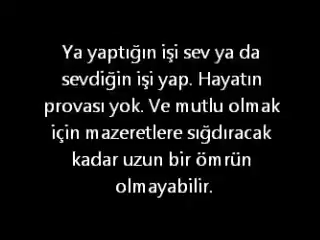 Ya yaptığın işi sev ya da
sevdiğin işi yap. Hayatın
provası yok. Ve mutlu olmak
için mazeretlere sığdıracak
kadar uzun bir ömrün
olmayabilir.